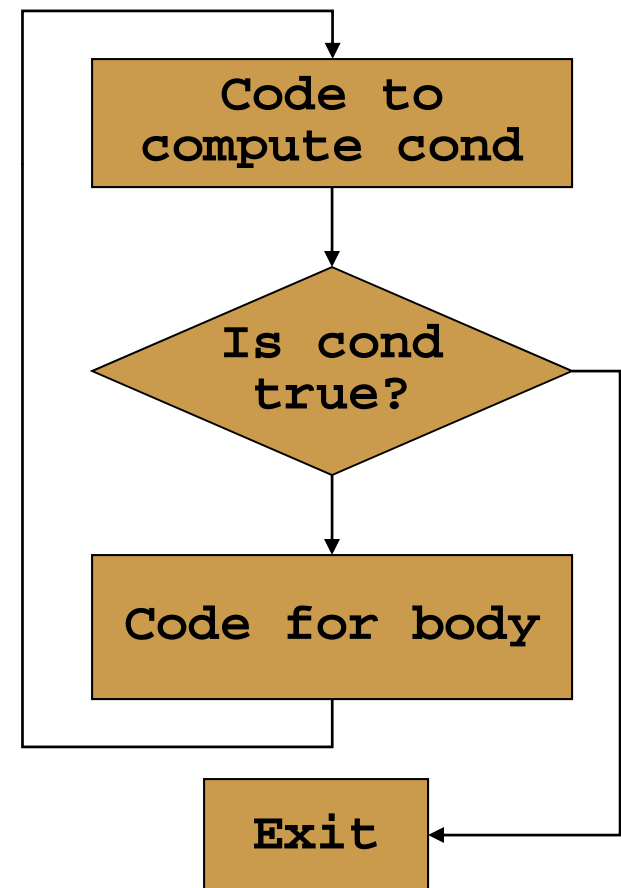 Code to
compute cond
Is cond
true?
Code for body
Exit